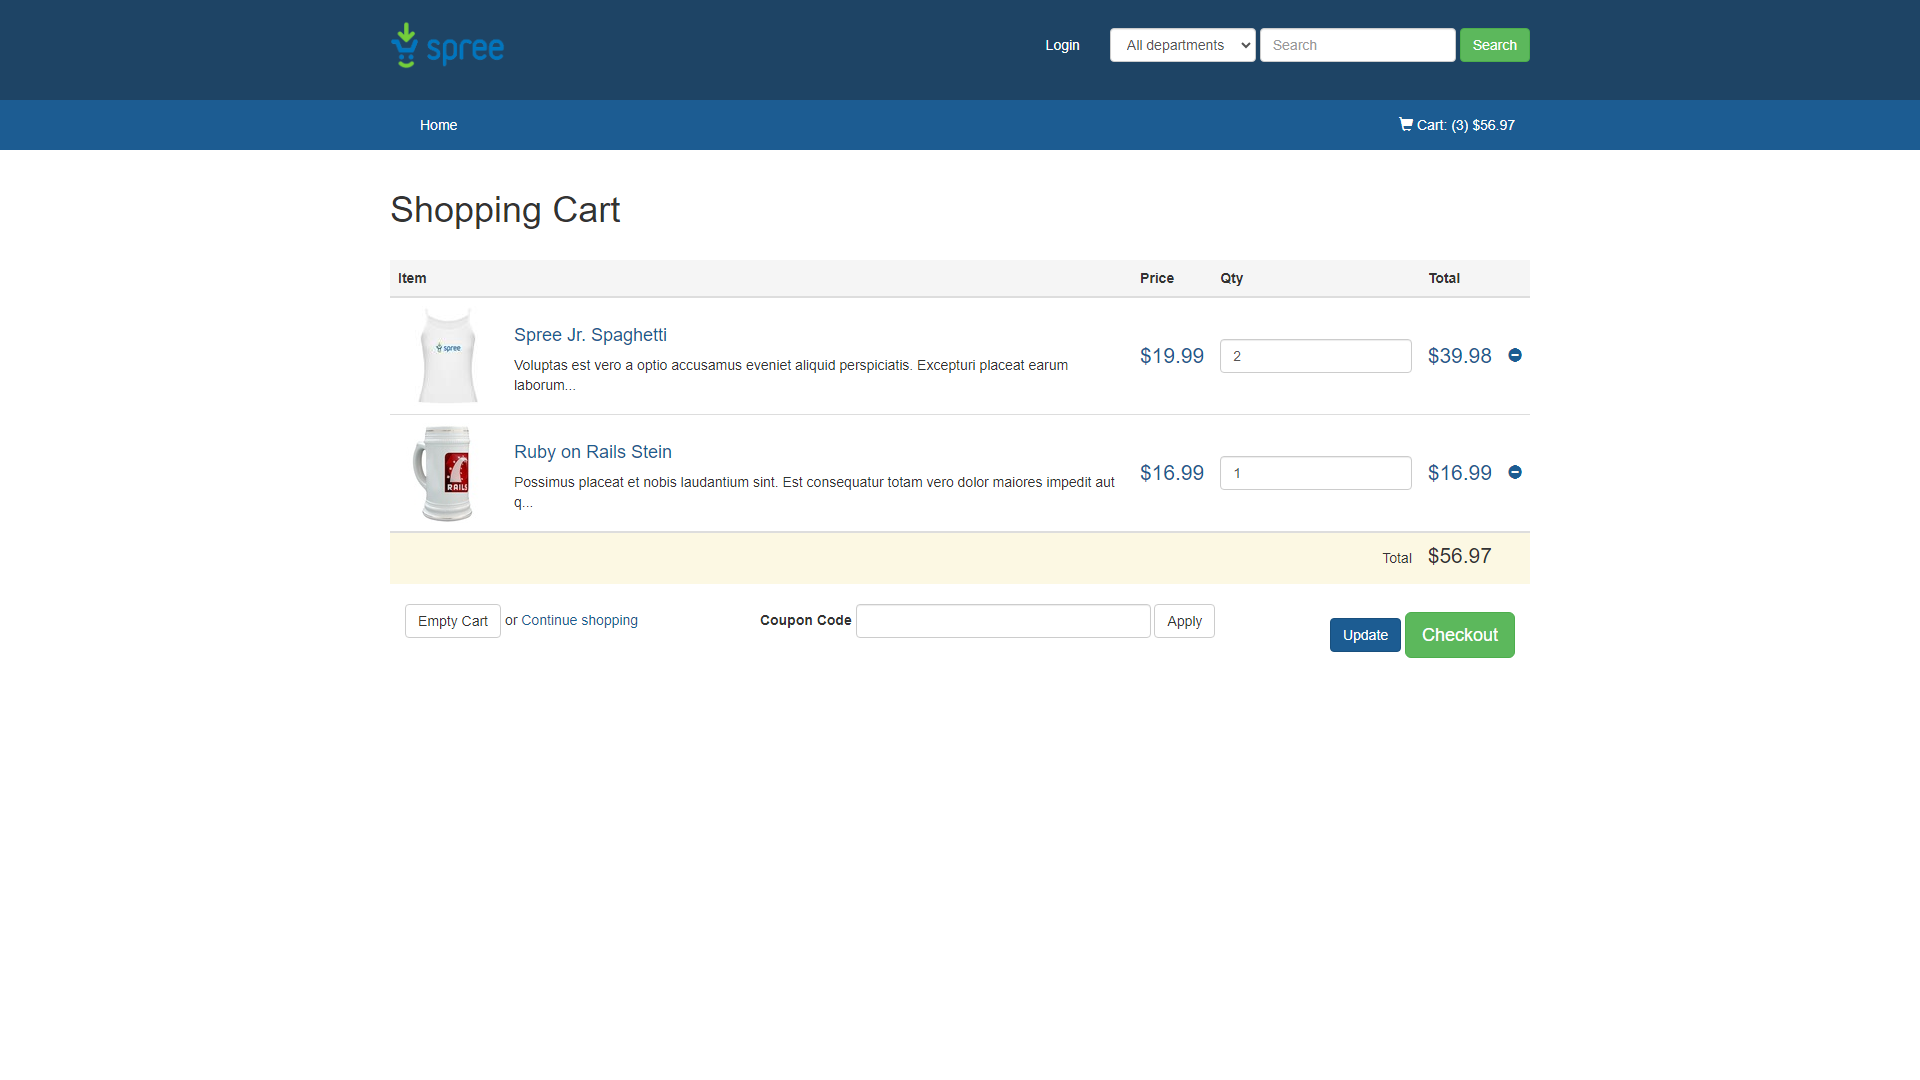 spree
Login
All departments
Search
Search
Home
Cart: (3) $56.97
Shopping Cart
Item Price Qty Total
spree
Spree Jr. Spaghetti
Voluptas est vero a optio accusamus eveniet aliquid perspiciatis. Excepturi placeat earum
laborum...
$19.99 2 $39.98
RAILS
Ruby on Rails Stein
Possimus placeat et nobis laudantium sint. Est consequatur totam vero dolor maiores impedit aut
q...
$16.99 1 $16.99
Total $56.97
Empty Cart or Continue shopping
Coupon Code
Apply
Update
Checkout